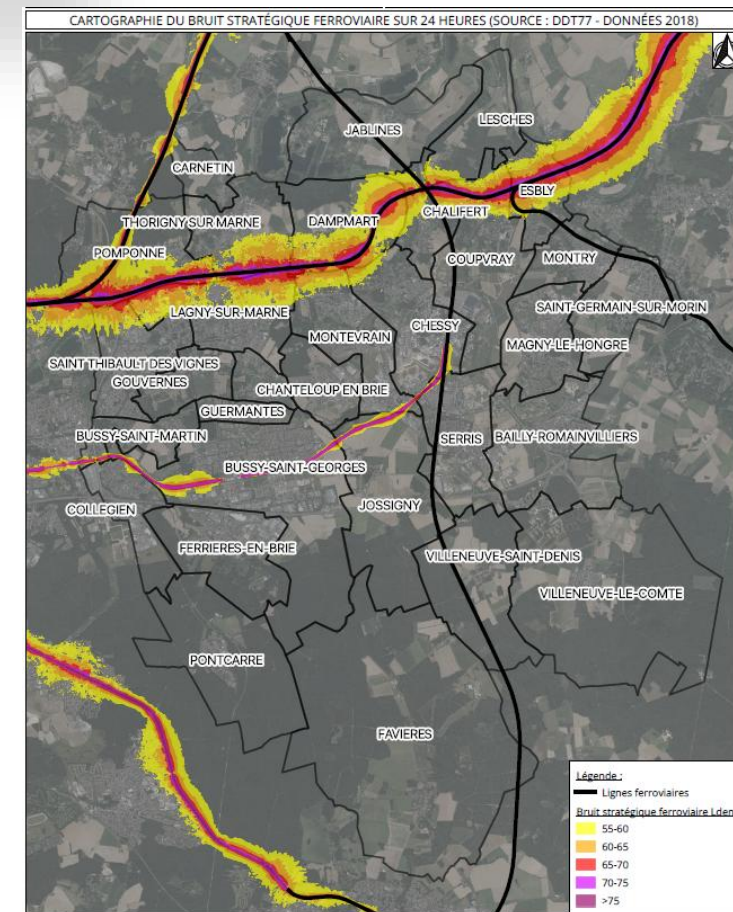 CARTOGRAPHIE DU BRUIT STRATÉGIQUE FERROVIAIRE SUR 24 HEURES (SOURCE : DDT77 - DONNÉES 2018)
JABLINES
LESCHES
CARNETIN
ESBLY
THORIGNY SUR MARNE
DAMPMART
CHALIFERT
POMPONNE
COUPVRAY
MONTRY
LAGNY-SUR-MARNE
SAINT-GERMAIN-SUR-MORIN
MONTEVRAIN
CHESSY
MAGNY-LE-HONGRE
SAINT THIBAULT DES VIGNES
GOUVERNES
CHANTELOUP EN BRIE
GUERMANTES
BUSSY-SAINT-MARTIN
SERRIS
BAILLY-ROMAINVILLIERS
BUSSY-SAINT-GEORGES
COLLEGIEN
JOSSIGNY
FERRIERES-EN-BRIE
VILLENEUVE-SAINT-DENIS
VILLENEUVE-LE-COMTE
PONTCARRE
FAVIERES
Légende :
Lignes ferroviaires
Bruit stratégique ferroviaire Lden
55-60
60-65
65-70
70-75
>75